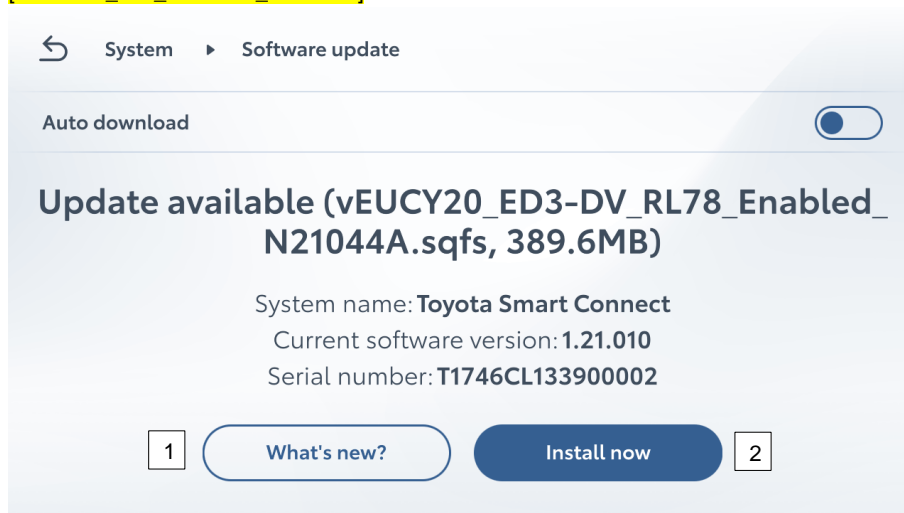 System ▶ Software update
Auto download
Update available (vEUCY20_ED3-DV_RL78_Enabled_
N21044A.sqfs, 389.6MB)
System name: Toyota Smart Connect
Current software version: 1.21.010
Serial number: T1746CL133900002
1 What's new? Install now 2